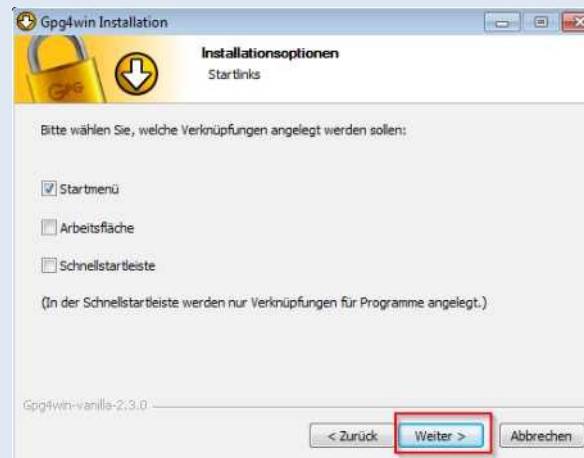 Gpg4win Installation
Installationsoptionen
Startlinks
GPG
Bitte wählen Sie, welche Verknüpfungen angelegt werden sollen:
Startmenü
Arbeitsfläche
Schnellstartleiste
(In der Schnellstartleiste werden nur Verknüpfungen für Programme angelegt.)
Gpg4win-vanilla-2.3.0
< Zurück
Weiter >
Abbrechen